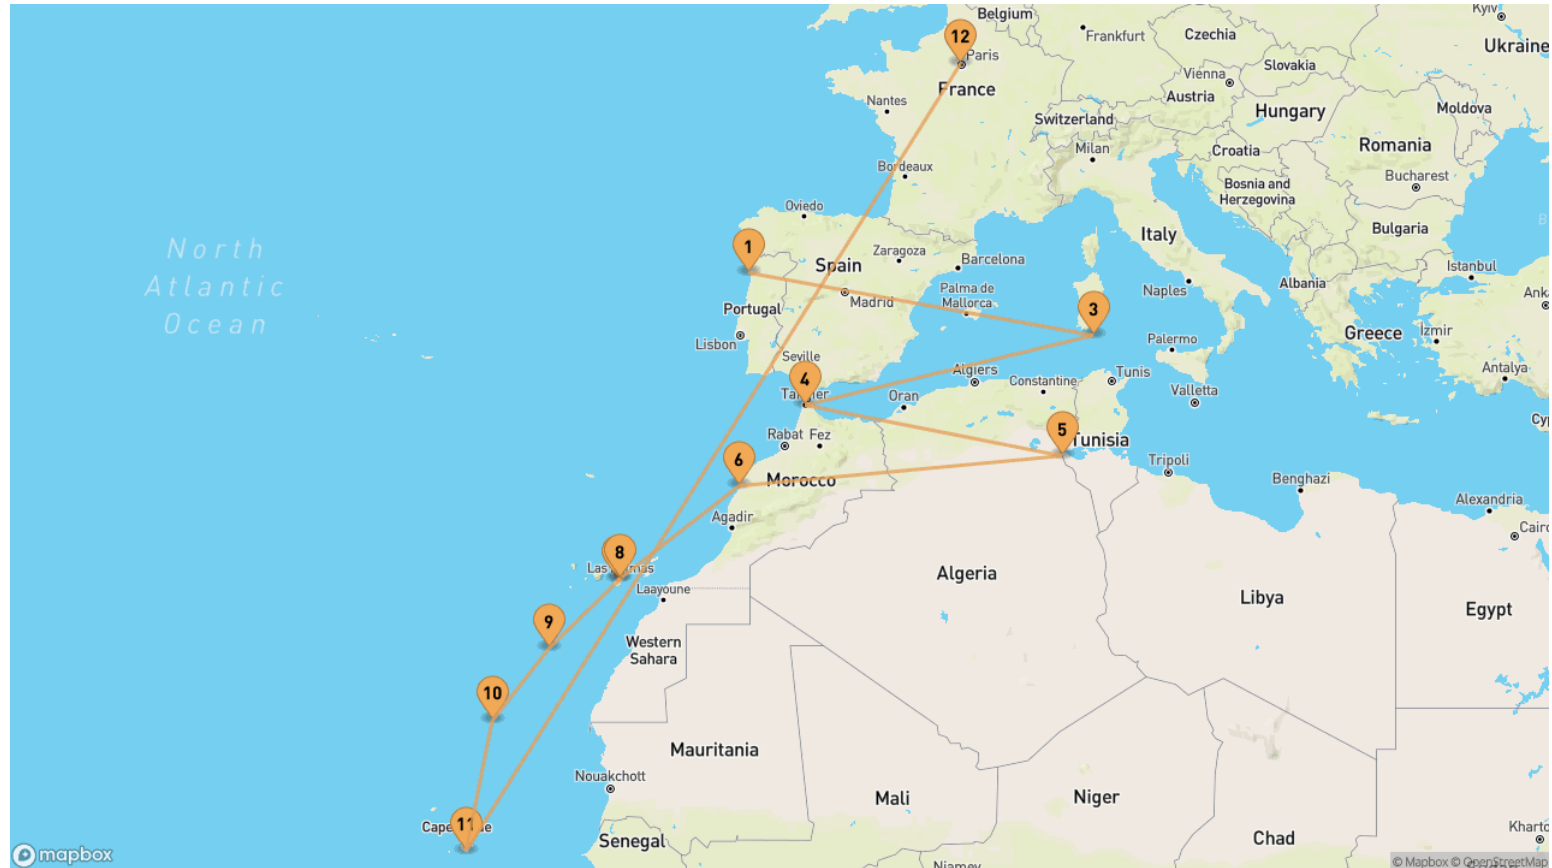 Belgium
Kyiv
12
Frankfurt
Czechia
Ukraine
Paris
Slovakia
Vienna
France
Austria
Nantes
Hungary
Moldova
Switzerland
Milan
Croatia
Romania
Bordeaux
Bucharest
Bosnia and
Herzegovina
Oviedo
Bulgaria
North
Atlantic
Ocean
1
Italy
Zaragoza
Spain
Barcelona
Istanbul
Albania
Naples
Palma de
Mallorca
Madrid
Portugal
3
Greece
İzmir
Lisbon
Palermo
Seville
Antalya
4
Algiers
Tunis
Constantine
Valletta
Oran
5
Rabat
Fez
Tunisia
6
Tripoli
Morocco
Benghazi
Alexandria
Agadir
8
Algeria
Laayoune
Libya
Egypt
9
Western
Sahara
10
Mauritania
Nouakchott
Mali
Niger
11
Senegal
Chad
mapbox
Niamey
© Mapbox © OpenStreetMap